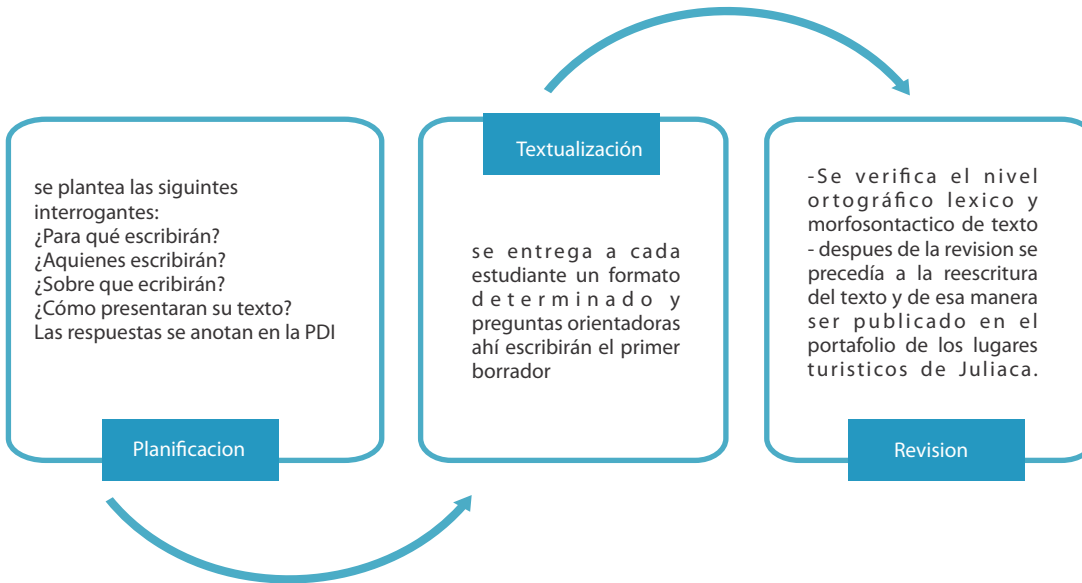 se plantea las siguintes
interrogantes:
¿Para qué escribirán?
¿Aquienes escribirán?
¿Sobre que ecribirán?
¿Cómo presentaran su texto?
Las respuestas se anotan en la PDI
Planificacion
Textualización
se entrega a cada
estudiante un formato
determinado y
preguntas orientadoras
ahí escribirán el primer
borrador
-Se verifica el nivel
ortográfico lexico y
morfosontactico de texto
- despues de la revision se
precedía a la reescritura
del texto y de esa manera
ser publicado en el
portafolio de los lugares
turisticos de Juliaca.
Revision